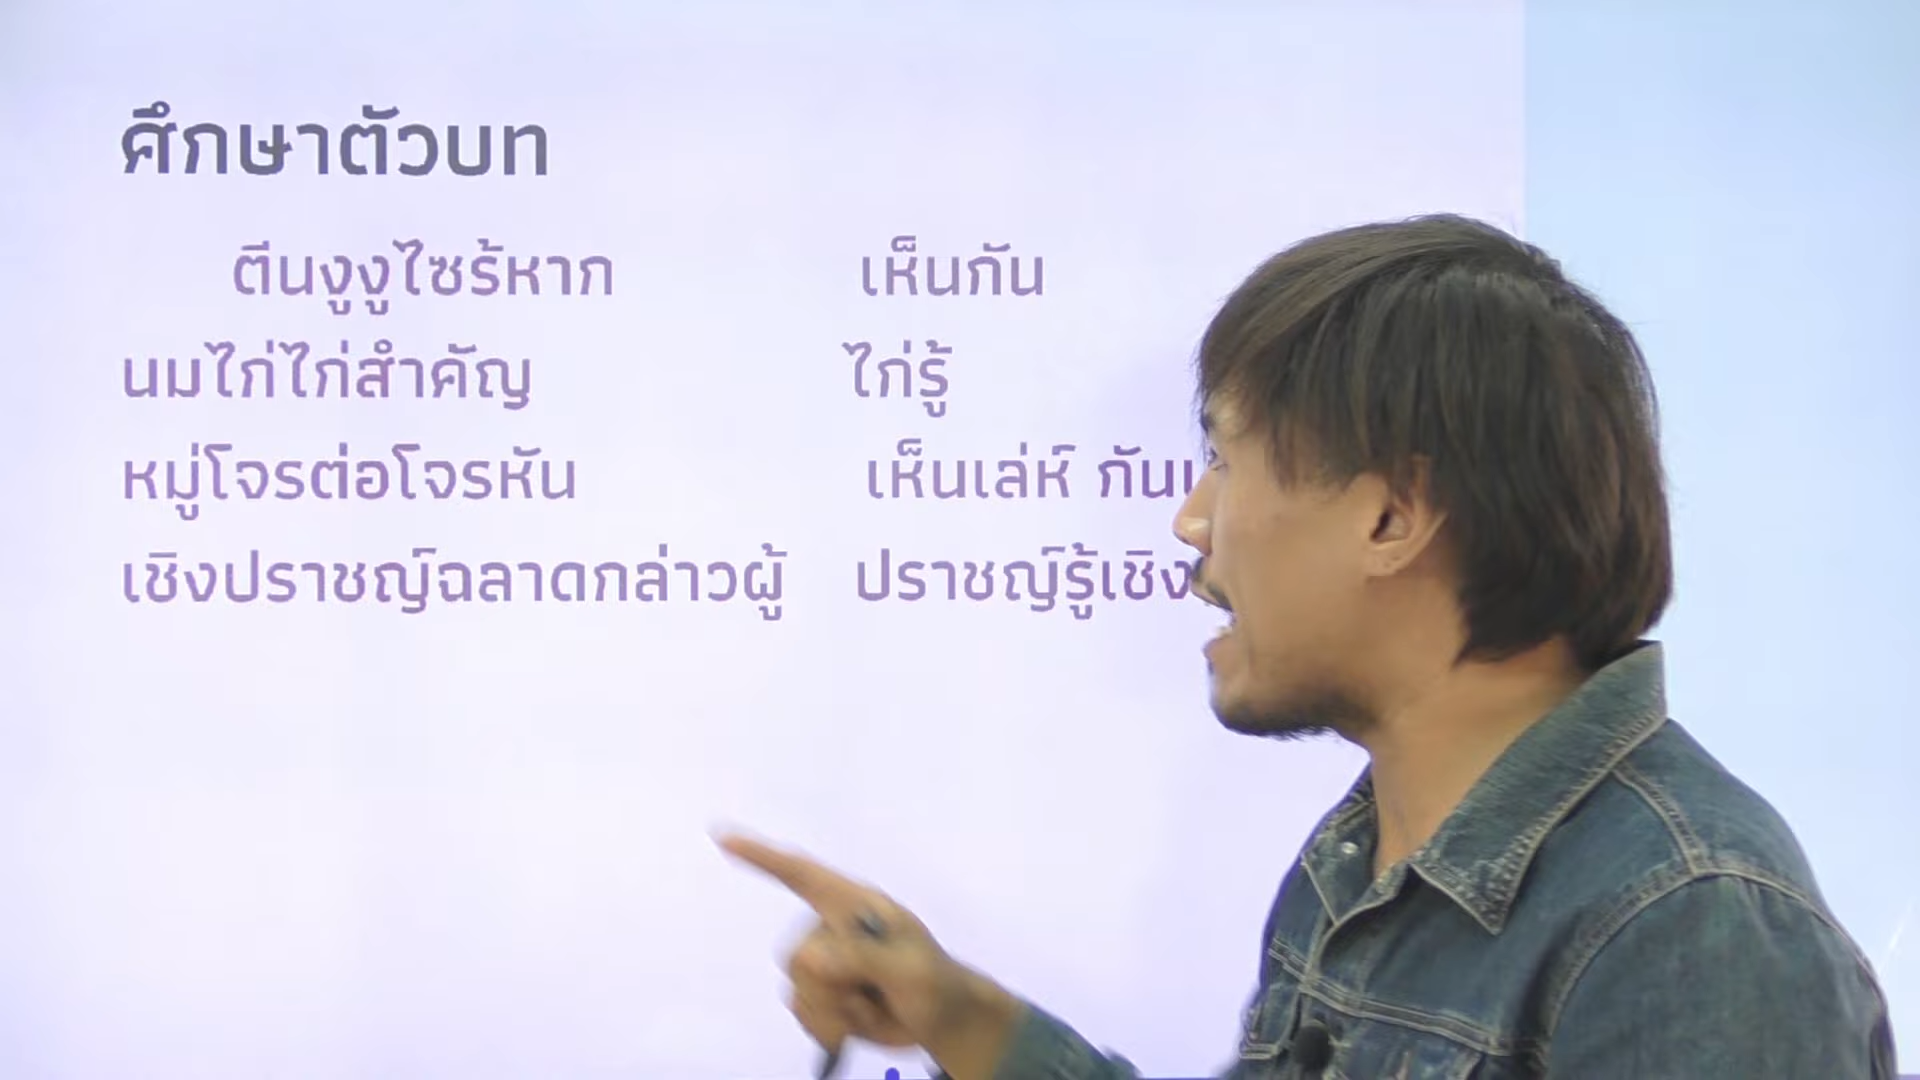 ศึกษาตัวบท
ตีนงูงูไซร้หาก เห็นกัน
นมไก่ไก่สำคัญ ไก่รู้
หมู่โจรต่อโจรหัน เห็นเล่ห์ กัน
เชิงปราชญ์ฉลาดกล่าวผู้ ปราชญ์รู้เชิง